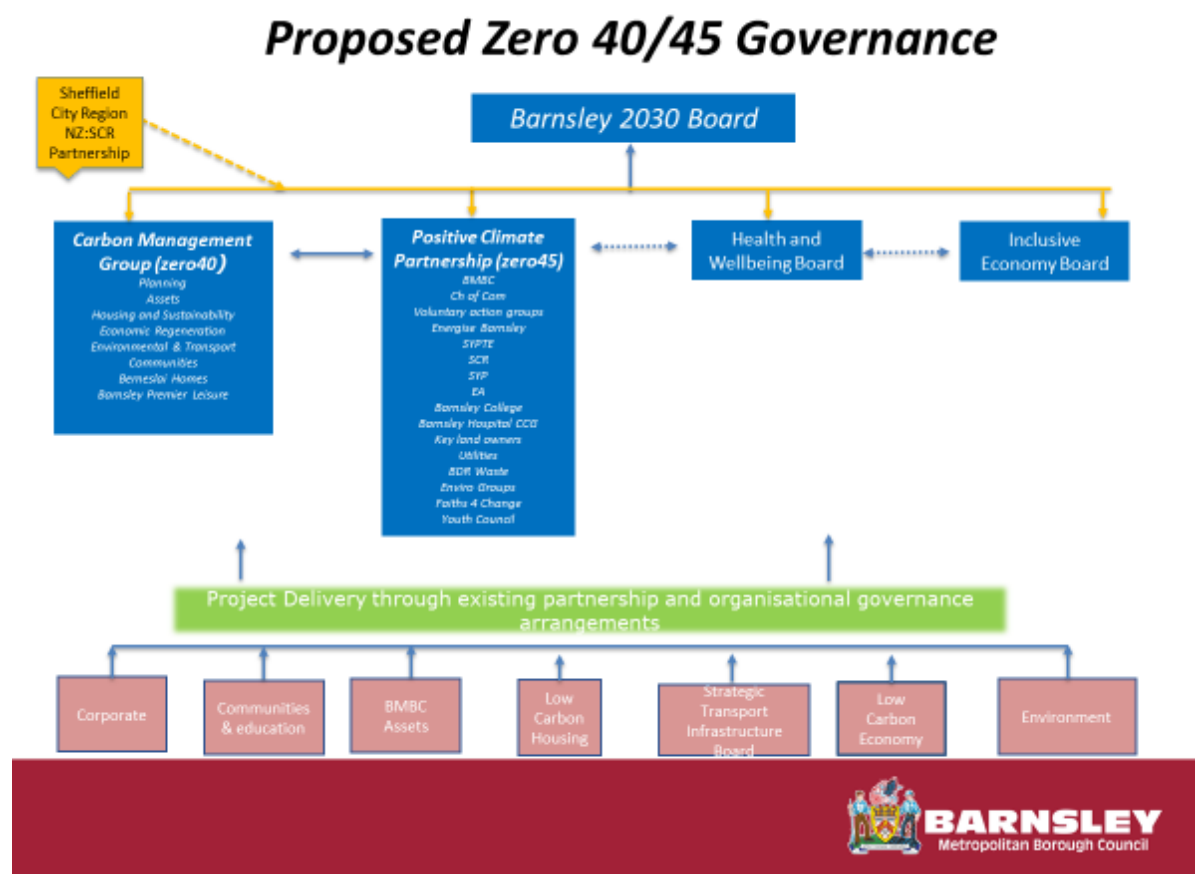 Proposed Zero 40/45 Governance
Sheffield
City Region
NZ:SCR
Partnership
Barnsley 2030 Board
Carbon Management
Group (zero40)
Planning
Assets
Housing and Sustainability
Economic Regeneration
Environmental & Transport
Communities
Berneslai Homes
Barnsley Premier Leisure
Positive Climate
Partnership (zero45)
BMBC
Ch of Com
Voluntary action groups
Energise Barnsley
SYPTE
SCR
SYP
EA
Barnsley College
Barnsley Hospital CCG
Key land owners
Utilities
BDR Waste
Enviro Groups
Faiths 4 Change
Youth Council
Health and
Wellbeing Board
Inclusive
Economy Board
Project Delivery through existing partnership and organisational governance
arrangements
Corporate
Communities
& education
BMBC
Assets
Low
Carbon
Housing
Strategic
Transport
Infrastructure
Board
Low
Carbon
Economy
Environment
BARNSLEY
Metropolitan Borough Council